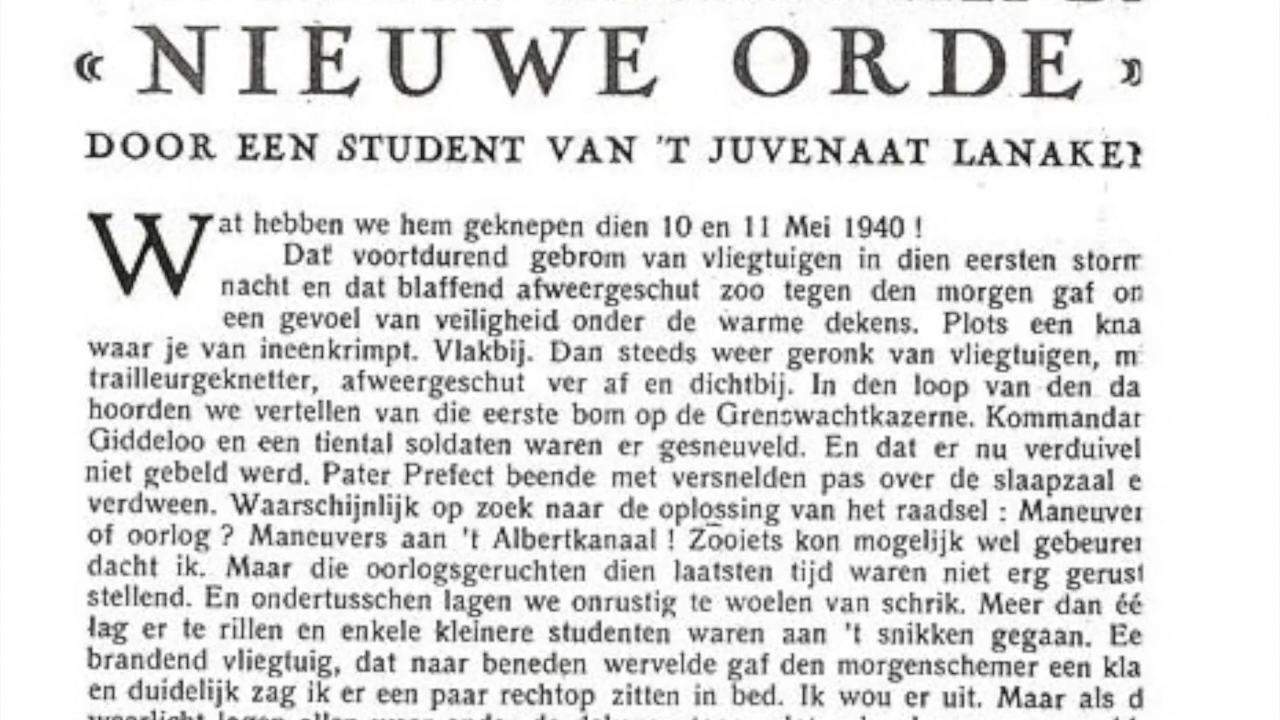 « NIEUWE ORDE »
DOOR EEN STUDENT VAN 'T JUVENAAT
Wat hebben we hem geknepen dien 10 en 11 Mei 1940 !
Dat voortdurend gebrom van vliegtuigen in dien eersten
nacht en dat blaffend afweergeschut zoo tegen den morgen gaf
een gevoel van veiligheid onder de warme dekens. Plots een
waar je van ineenkrimpt. Vlakbij. Dan steeds weer geronk van vliegtuigen,
trailleurgeknetter, afweergeschut ver af en dichtbij. In den loop van den
hoorden we vertellen van die eerste bom op de Grenswachtkazerne.
Giddeloo en een tiental soldaten waren er gesneuveld. En dat er nu
niet gebeld werd. Pater Prefect beende met versnelden pas over de slaapzaal
verdween. Waarschijnlijk op zoek naar de oplossing van het raadsel :
of oorlog ? Maneuvers aan 't Albertkanaal ! Zooiets kon mogelijk wel
dacht ik. Maar die oorlogsgeruchten dien laatsten tijd waren niet erg gerust
stellend. En ondertusschen lagen we onrustig te woelen van schrik. Meer dan
lag er te rillen en enkele kleinere studenten waren aan 't snikken gegaan.
brandend vliegtuig, dat naar beneden wervelde gaf den morgenschemer een
en duidelijk zag ik er een paar rechtop zitten in bed. Ik wou er uit. Maar als